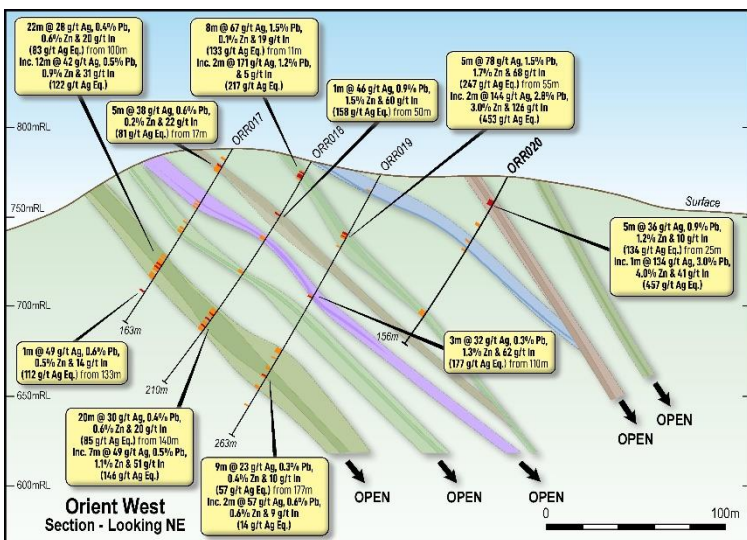 22m @ 28 g/t Ag, 0.4% Pb,
0.6% Zn & 20 g/t In
(83 g/t Ag Eq.) from 100m
Inc. 12m @ 42 g/t Ag, 0.5% Pb,
0.9% Zn & 31 g/t In
(122 g/t Ag Eq.)
8m @ 67 g/t Ag, 1.5% Pb,
0.1% Zn & 19 g/t In
(133 g/t Ag Eq.) from 11m
Inc. 2m @ 171 g/t Ag, 1.2% Pb,
& 5 g/t In
(217 g/t Ag Eq.)
5m @ 78 g/t Ag, 1.5% Pb,
1.7% Zn & 68 g/t In
(247 g/t Ag Eq.) from 55m
Inc. 2m @ 144 g/t Ag, 2.8% Pb,
3.0% Zn & 126 g/t In
(453 g/t Ag Eq.)
1m @ 46 g/t Ag, 0.9% Pb,
1.5% Zn & 60 g/t In
(158 g/t Ag Eq.) from 50m
5m @ 38 g/t Ag, 0.6% Pb,
0.2% Zn & 22 g/t In
(81 g/t Ag Eq.) from 17m
ORR017
ORR018
ORR019
ORR020
800mRL
750mRL
700mRL
650mRL
600mRL
Surface
5m @ 36 g/t Ag, 0.9% Pb,
1.2% Zn & 10 g/t In
(134 g/t Ag Eq.) from 25m
Inc. 1m @ 134 g/t Ag, 3.0% Pb,
4.0% Zn & 41 g/t In
(457 g/t Ag Eq.)
163m
219m
263m
156m
1m @ 49 g/t Ag, 0.6% Pb,
0.5% Zn & 14 g/t In
(112 g/t Ag Eq.) from 133m
3m @ 32 g/t Ag, 0.3% Pb,
1.3% Zn & 62 g/t In
(177 g/t Ag Eq.) from 110m
20m @ 30 g/t Ag, 0.4% Pb,
0.6% Zn & 20 g/t In
(85 g/t Ag Eq.) from 140m
Inc. 7m @ 49 g/t Ag, 0.5% Pb,
1.1% Zn & 51 g/t In
(146 g/t Ag Eq.)
9m @ 23 g/t Ag, 0.3% Pb,
0.4% Zn & 10 g/t In
(57 g/t Ag Eq.) from 177m
Inc. 2m @ 57 g/t Ag, 0.6% Pb,
0.6% Zn & 9 g/t In
(14 g/t Ag Eq.)
OPEN
OPEN
OPEN
OPEN
OPEN
Orient West
Section - Looking NE
0
100m